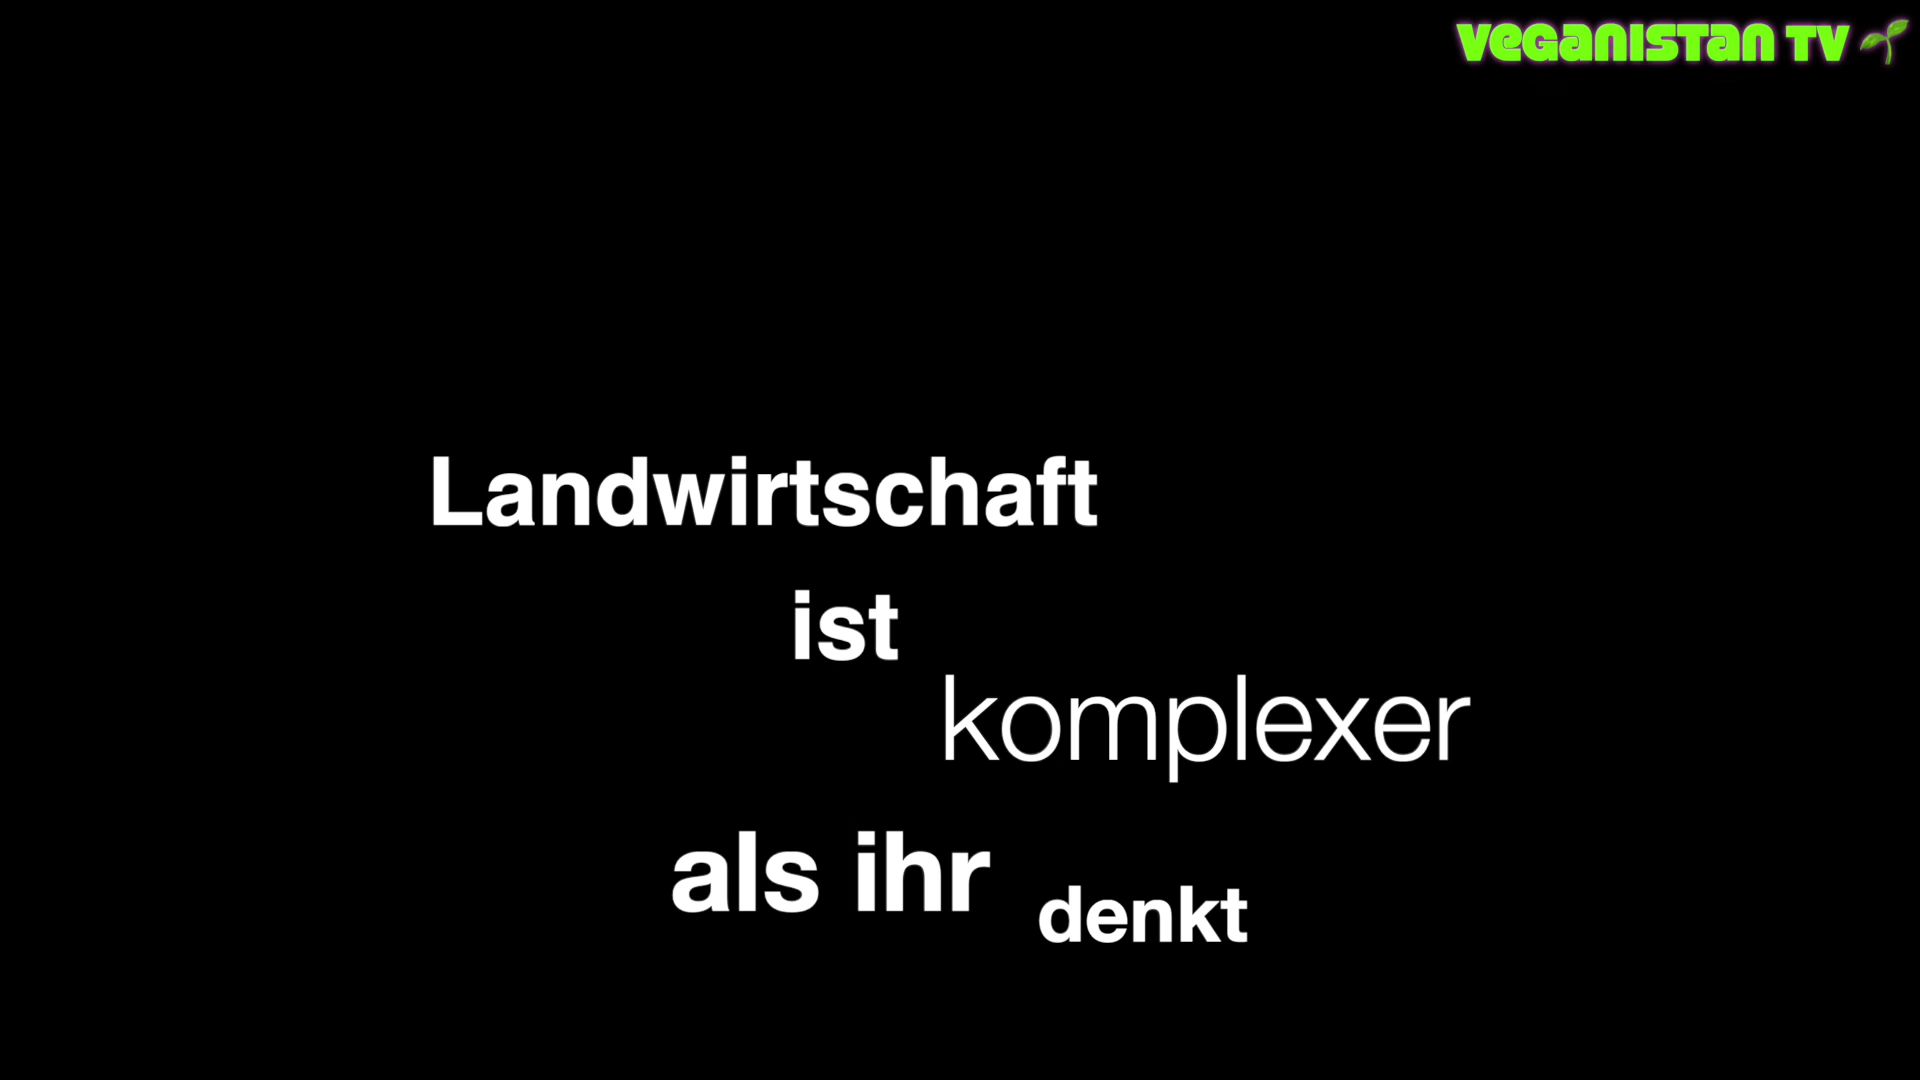 VEGANISTAN TV
Landwirtschaft
ist
komplexer
als ihr
denkt